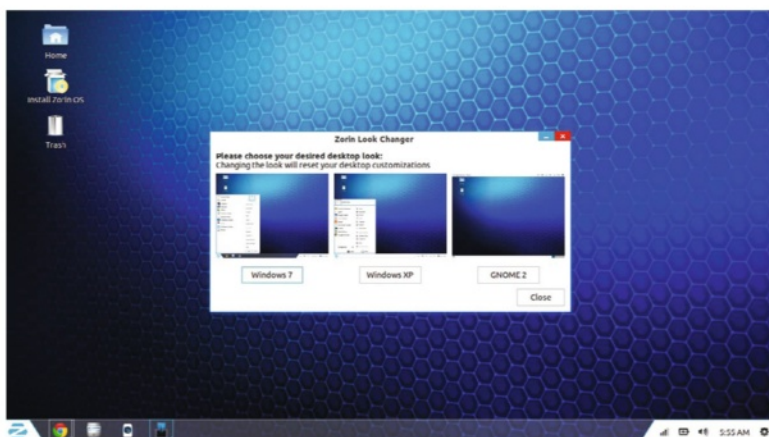 Home
Install Zorin OS
Trash
Zorin Look Changer
Please choose your desired desktop look:
Changing the look will reset your desktop customizations
Windows 7
Windows XP
GNOME 2
Close
5:55 AM